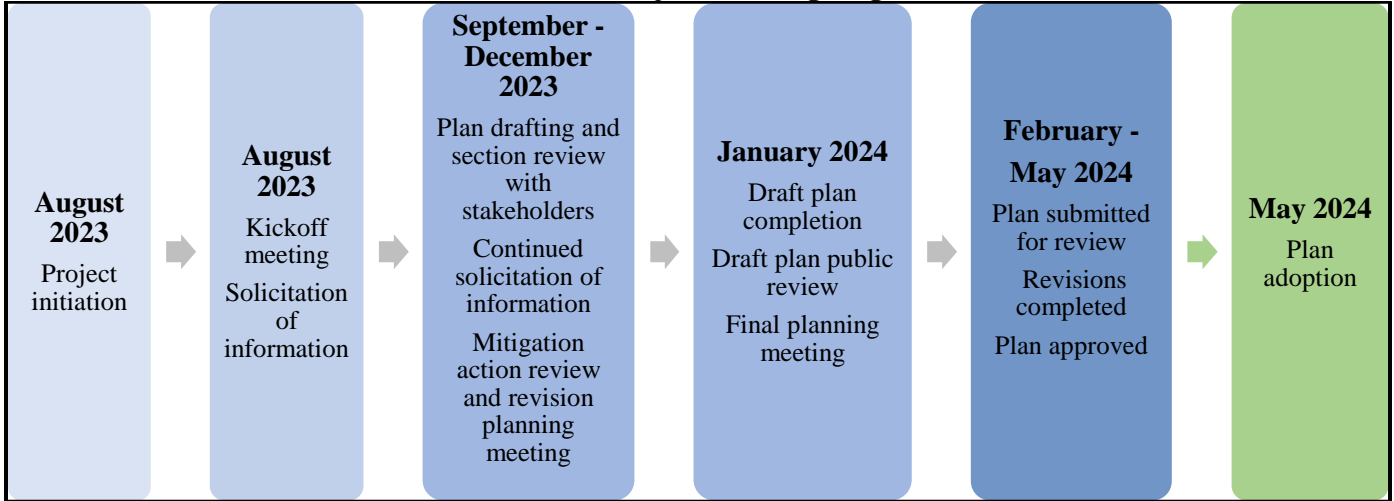 August
2023
Project
initiation
August
2023
Kickoff
meeting
Solicitation
of
information
September -
December
2023
Plan drafting and
section review
with
stakeholders
Continued
solicitation of
information
Mitigation
action review
and revision
planning
meeting
January 2024
Draft plan
completion
Draft plan public
review
Final planning
meeting
February -
May 2024
Plan submitted
for review
Revisions
completed
Plan approved
May 2024
Plan
adoption